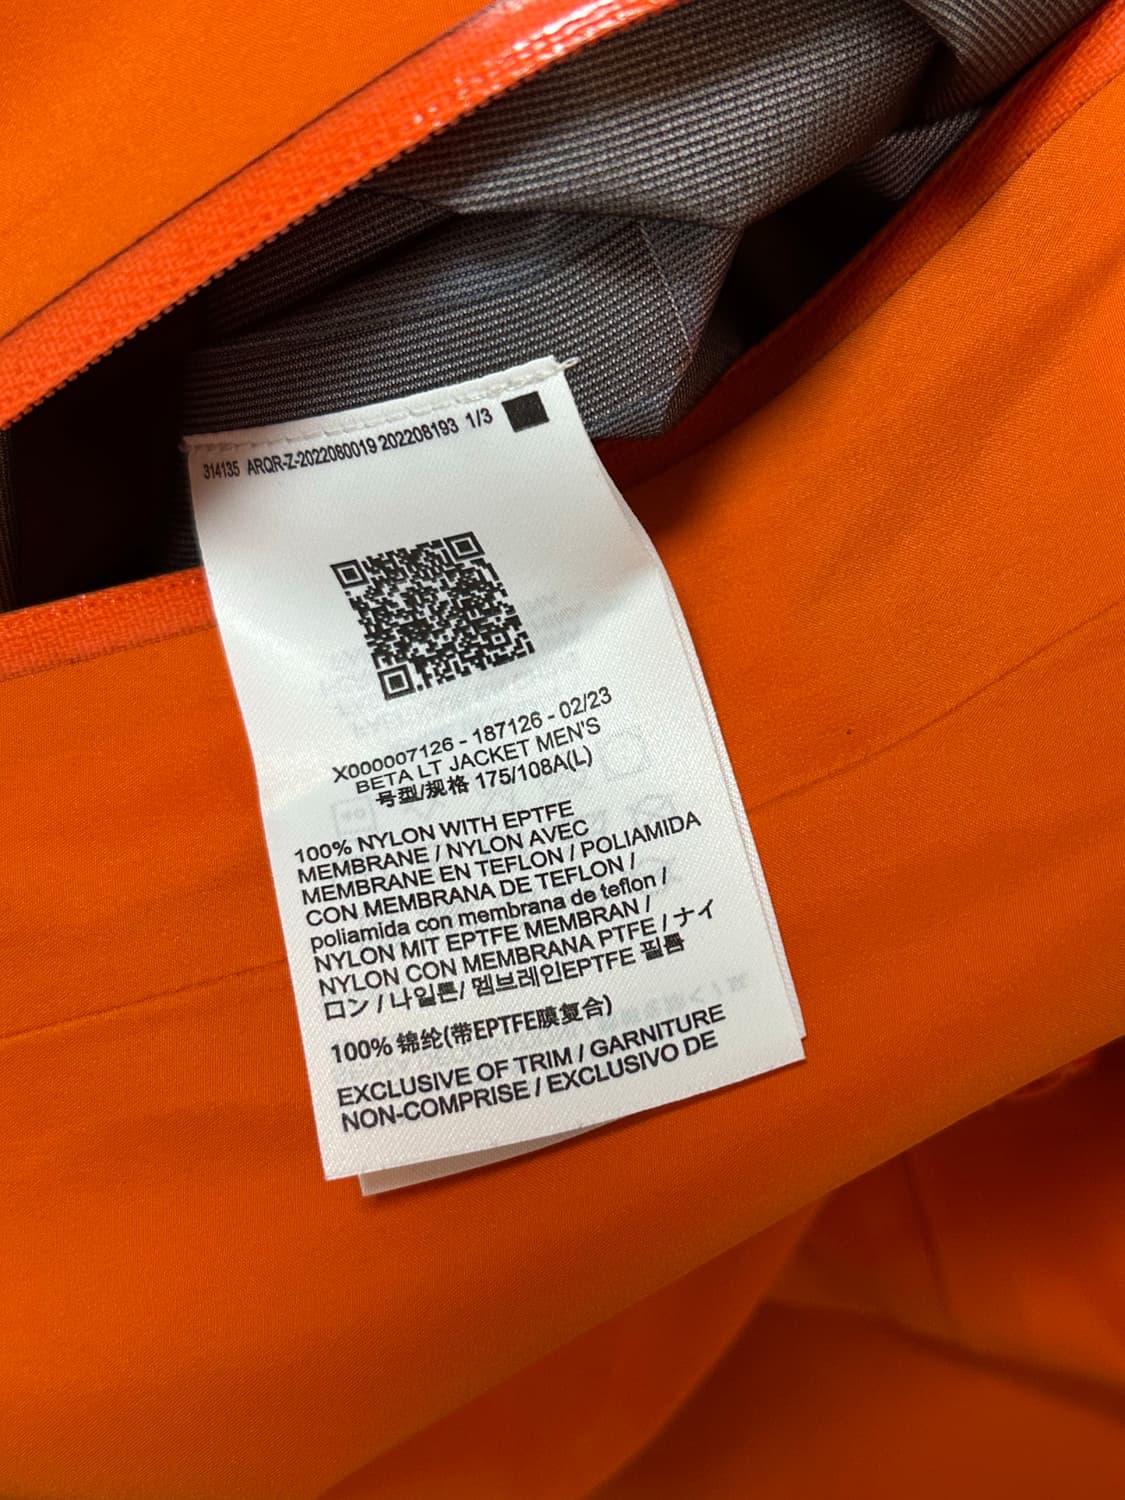 314135 ARQR-Z-2022080019 202208193 1/3
X000007126 - 187126 - 02/23
BETA LT JACKET MEN'S
号型/规格 175/108A(L)
100% NYLON WITH EPTFE
MEMBRANE / NYLON AVEC
MEMBRANE EN TEFLON / POLIAMIDA
CON MEMBRANA DE TEFLON /
poliamida con membrana de teflon /
NYLON MIT EPTFE MEMBRAN /
NYLON CON MEMBRANA PTFE / ナイ
ロン / 나일론/ 멤브레인EPTFE 필름
100% 锦纶(带EPTFE膜复合)
EXCLUSIVE OF TRIM / GARNITURE
NON-COMPRISE / EXCLUSIVO DE